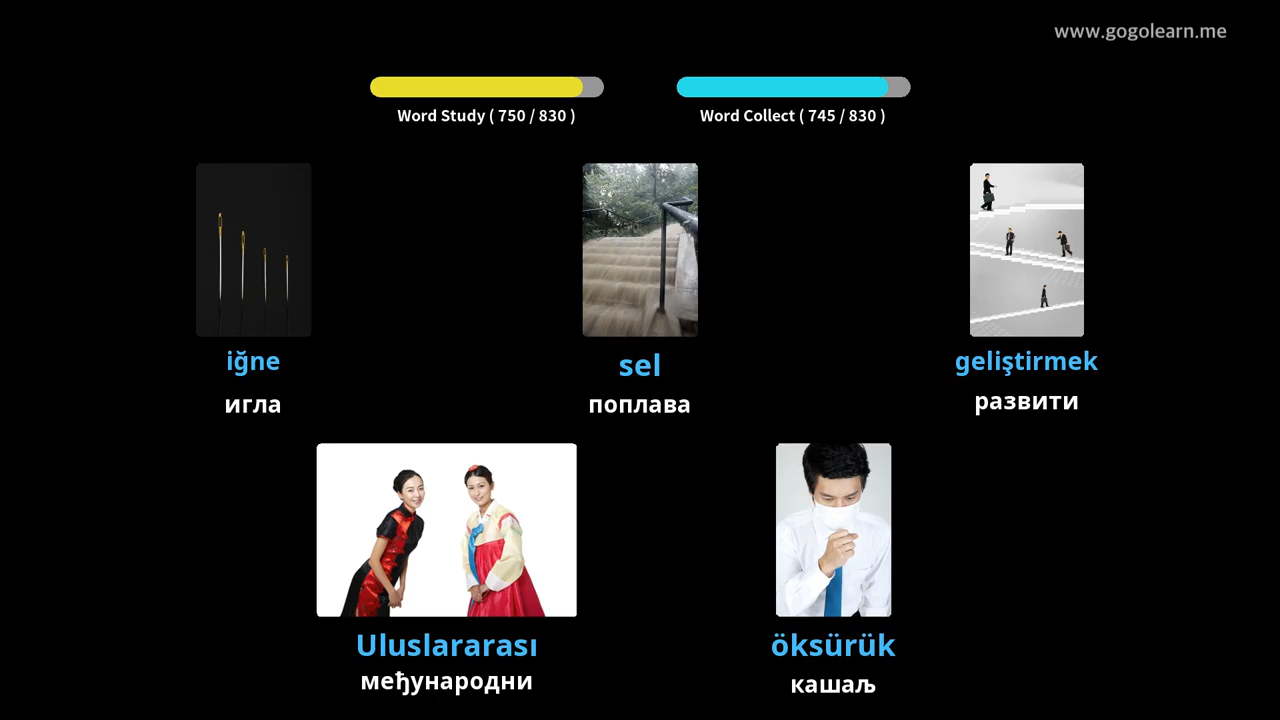 www.gogolearn.me
Word Study ( 750 / 830 )
Word Collect ( 745 / 830 )
iğne
sel
geliştirmek
игла
поплава
развити
Uluslararası
öksürük
међународни
кашаљ